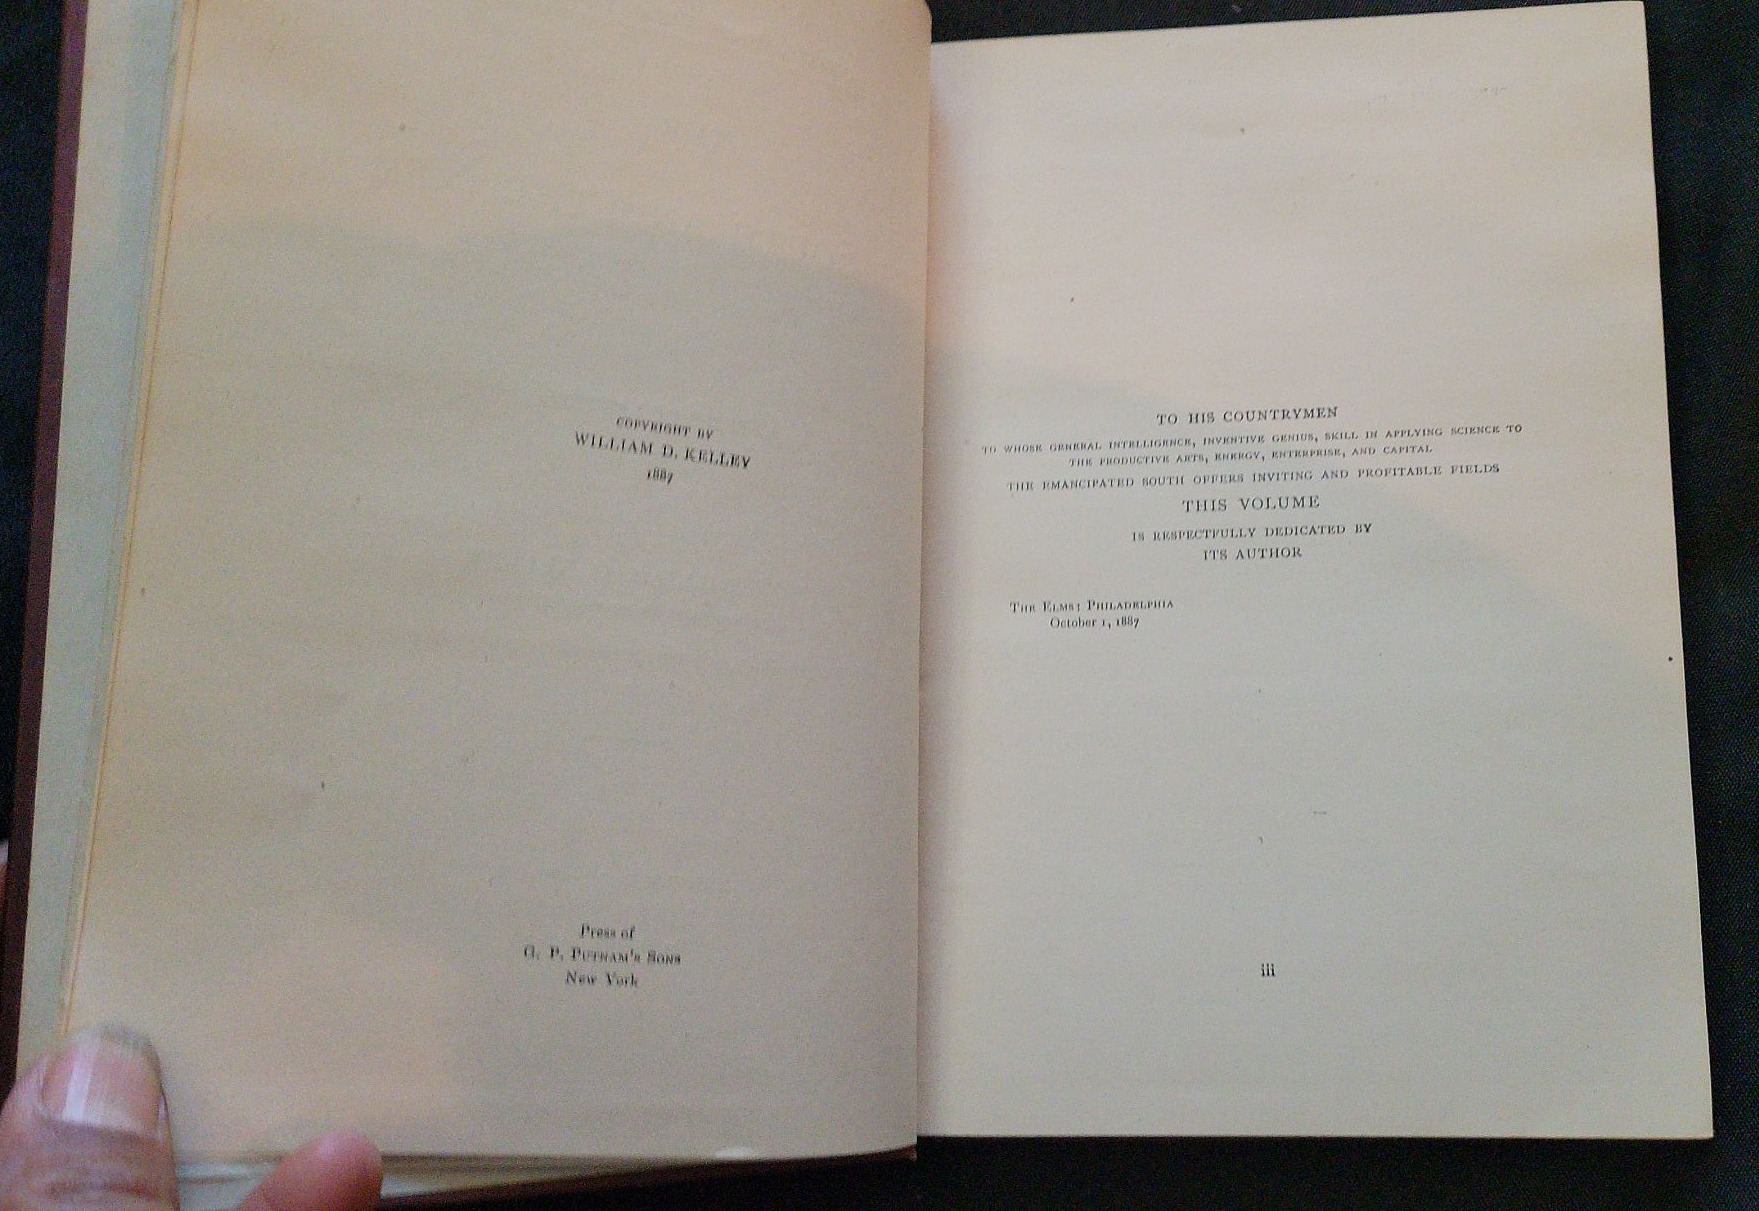 COPYRIGHT BY
WILLIAM D. KELLEY
1887
Press of
G. P. PUTNAM'S SONS
New York
TO HIS COUNTRYMEN
TO WHOSE GENERAL INTELLIGENCE, INVENTIVE GENIUS, SKILL IN APPLYING SCIENCE TO
THE PRODUCTIVE ARTS, ENERGY, ENTERPRISE, AND CAPITAL
THE EMANCIPATED SOUTH OFFERS INVITING AND PROFITABLE FIELDS
THIS VOLUME
IS RESPECTFULLY DEDICATED BY
ITS AUTHOR
THE ELMS: PHILADELPHIA
October 1, 1887
iii